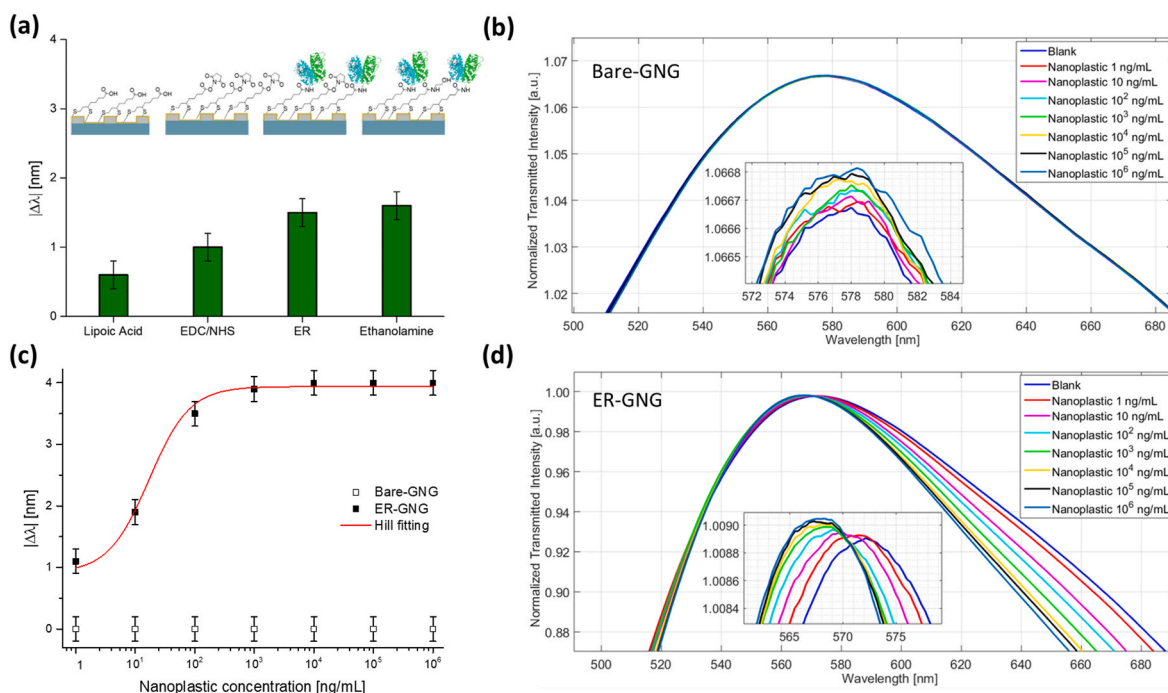 (a)
|Δλ| [nm]
4
3
2
1
0
Lipoic Acid
EDC/NHS
ER
Ethanolamine
(b)
Bare-GNG
Normalized Transmitted Intensity [a.u.]
1.07
1.06
1.05
1.04
1.03
1.02
500 520 540 560 580 600 620 640 660 680
Wavelength [nm]
1.0668
1.0667
1.0666
1.0665
572 574 576 578 580 582 584
Blank
Nanoplastic 1 ng/mL
Nanoplastic 10 ng/mL
Nanoplastic 10² ng/mL
Nanoplastic 10³ ng/mL
Nanoplastic 10⁴ ng/mL
Nanoplastic 10⁵ ng/mL
Nanoplastic 10⁶ ng/mL
(c)
|Δλ| [nm]
4
3
2
1
0
Bare-GNG
ER-GNG
Hill fitting
1 10¹ 10² 10³ 10⁴ 10⁵ 10⁶
Nanoplastic concentration [ng/mL]
(d)
ER-GNG
Normalized Transmitted Intensity [a.u.]
1.00
0.98
0.96
0.94
0.92
0.90
0.88
500 520 540 560 580 600 620 640 660 680
Wavelength [nm]
1.0090
1.0088
1.0086
1.0084
565 570 575
Blank
Nanoplastic 1 ng/mL
Nanoplastic 10 ng/mL
Nanoplastic 10² ng/mL
Nanoplastic 10³ ng/mL
Nanoplastic 10⁴ ng/mL
Nanoplastic 10⁵ ng/mL
Nanoplastic 10⁶ ng/mL